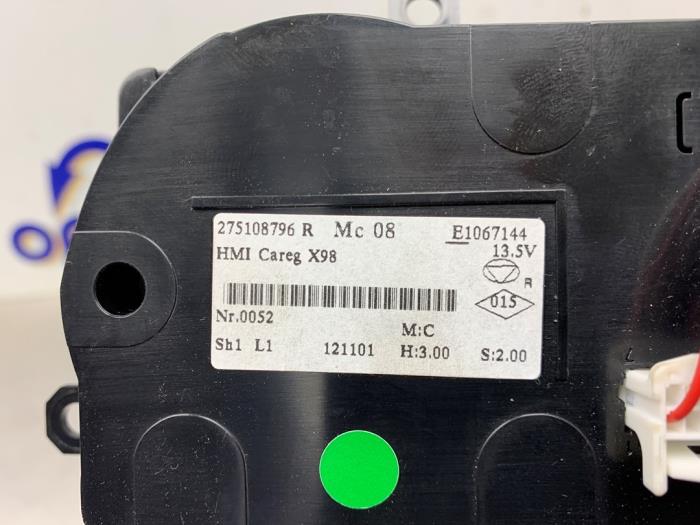 275108796 R Mc 08 E1067144
HMI Careg X98 13.5V
R
015
Nr.0052
M:C
Sh1 L1 121101 H:3.00 S:2.00